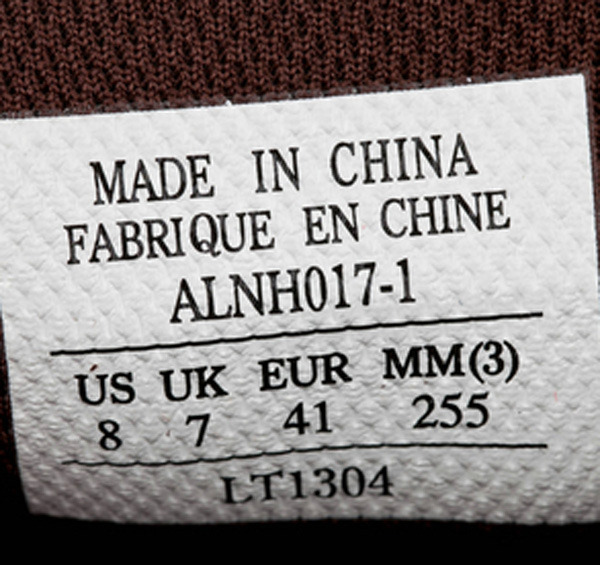 MADE IN CHINA
FABRIQUE EN CHINE
ALNH017-1
US UK EUR MM(3)
8 7 41 255
LT1304